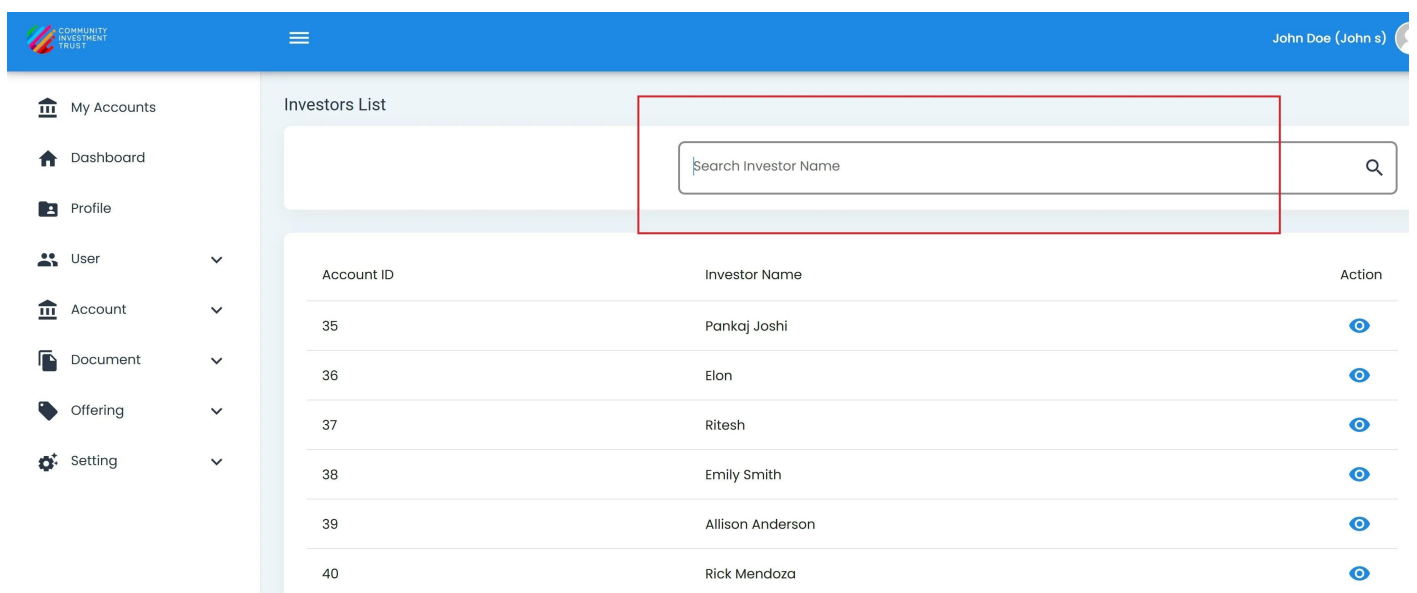 COMMUNITY
INVESTMENT
TRUST
John Doe (John s)
My Accounts
Dashboard
Profile
User
Account
Document
Offering
Setting
Investors List
Search Investor Name
Account ID Investor Name Action
35 Pankaj Joshi
36 Elon
37 Ritesh
38 Emily Smith
39 Allison Anderson
40 Rick Mendoza